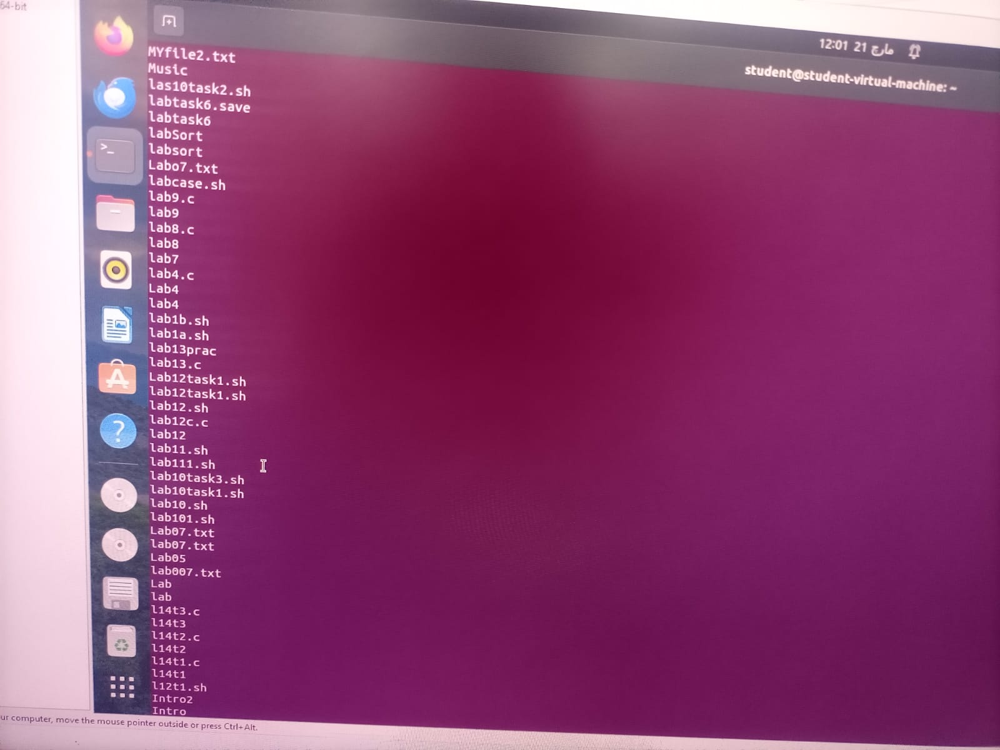 64-bit
12:01 21 مارچ
student@student-virtual-machine: ~
MYfile2.txt
Music
las10task2.sh
labtask6.save
labtask6
labSort
labsort
Labo7.txt
labcase.sh
lab9.c
lab9
lab8.c
lab8
lab7
lab4.c
Lab4
lab4
lab1b.sh
lab1a.sh
lab13prac
lab13.c
Lab12task1.sh
lab12task1.sh
lab12.sh
lab12c.c
lab12
lab11.sh
lab111.sh
lab10task3.sh
lab10task1.sh
lab10.sh
lab101.sh
Lab07.txt
lab07.txt
Lab05
lab007.txt
Lab
lab
l14t3.c
l14t3
l14t2.c
l14t2
l14t1.c
l14t1
l12t1.sh
Intro2
Intro
ur computer, move the mouse pointer outside or press Ctrl+Alt.